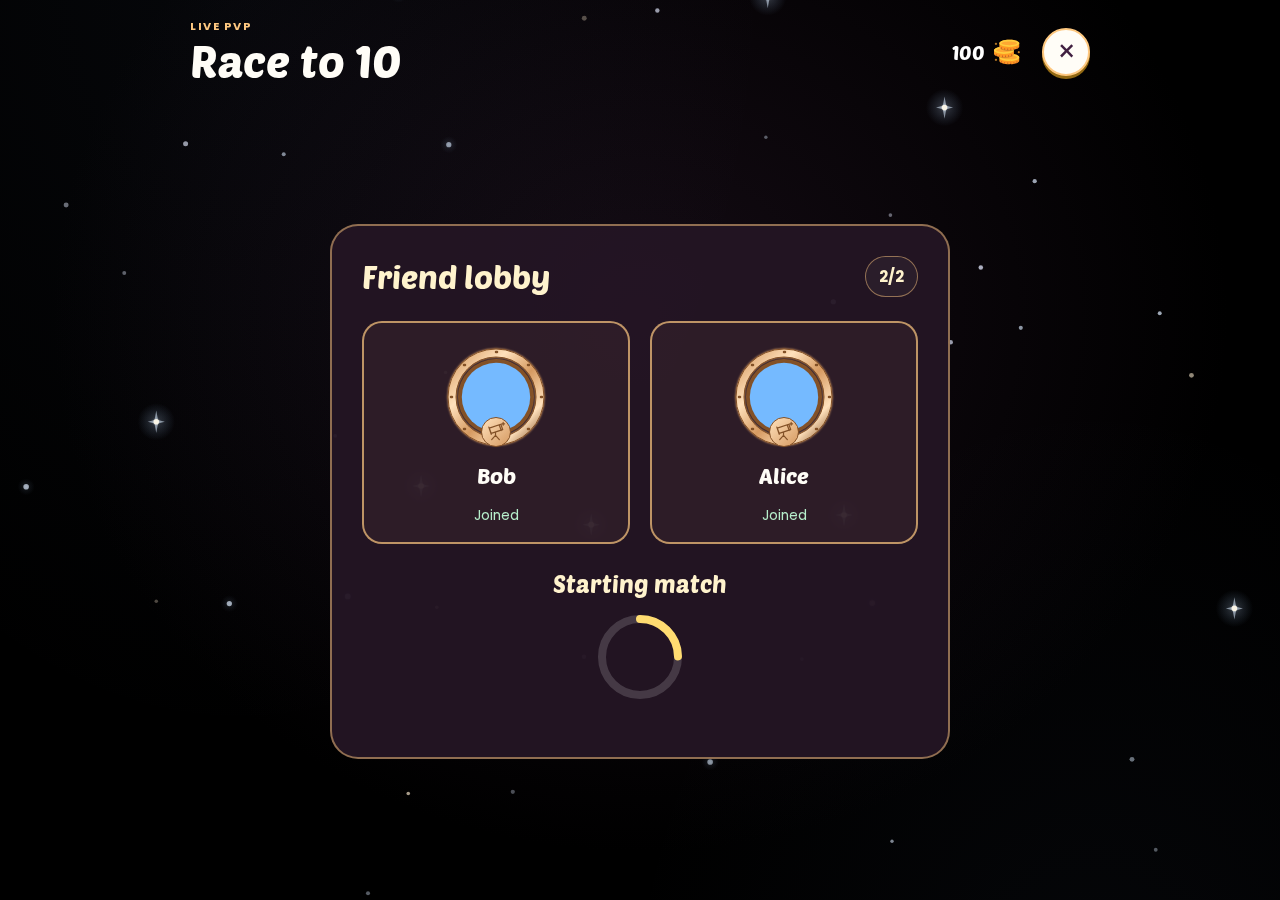 LIVE PVP
Race to 10
100
Friend lobby
2/2
Bob
Joined
Alice
Joined
Starting match